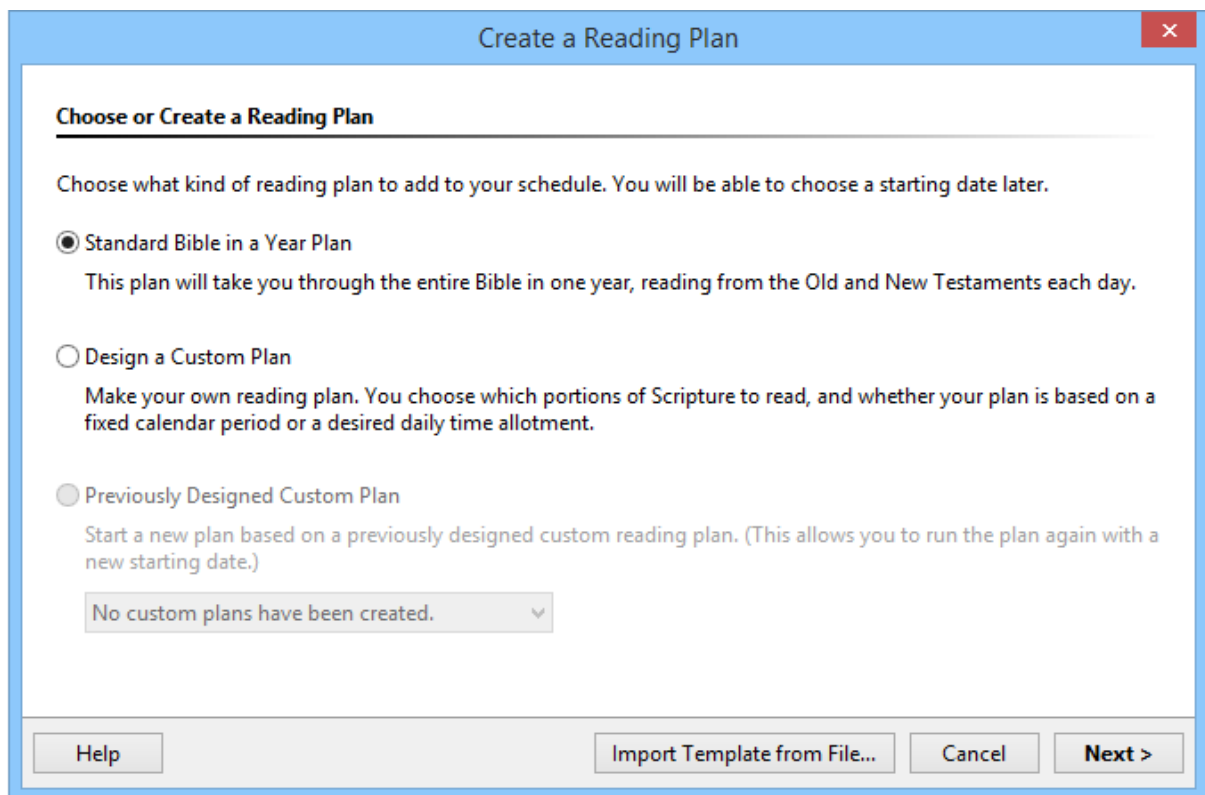 Create a Reading Plan
Choose or Create a Reading Plan
Choose what kind of reading plan to add to your schedule. You will be able to choose a starting date later.
Standard Bible in a Year Plan
This plan will take you through the entire Bible in one year, reading from the Old and New Testaments each day.
Design a Custom Plan
Make your own reading plan. You choose which portions of Scripture to read, and whether your plan is based on a
fixed calendar period or a desired daily time allotment.
Previously Designed Custom Plan
Start a new plan based on a previously designed custom reading plan. (This allows you to run the plan again with a
new starting date.)
No custom plans have been created.
Help
Import Template from File...
Cancel
Next >